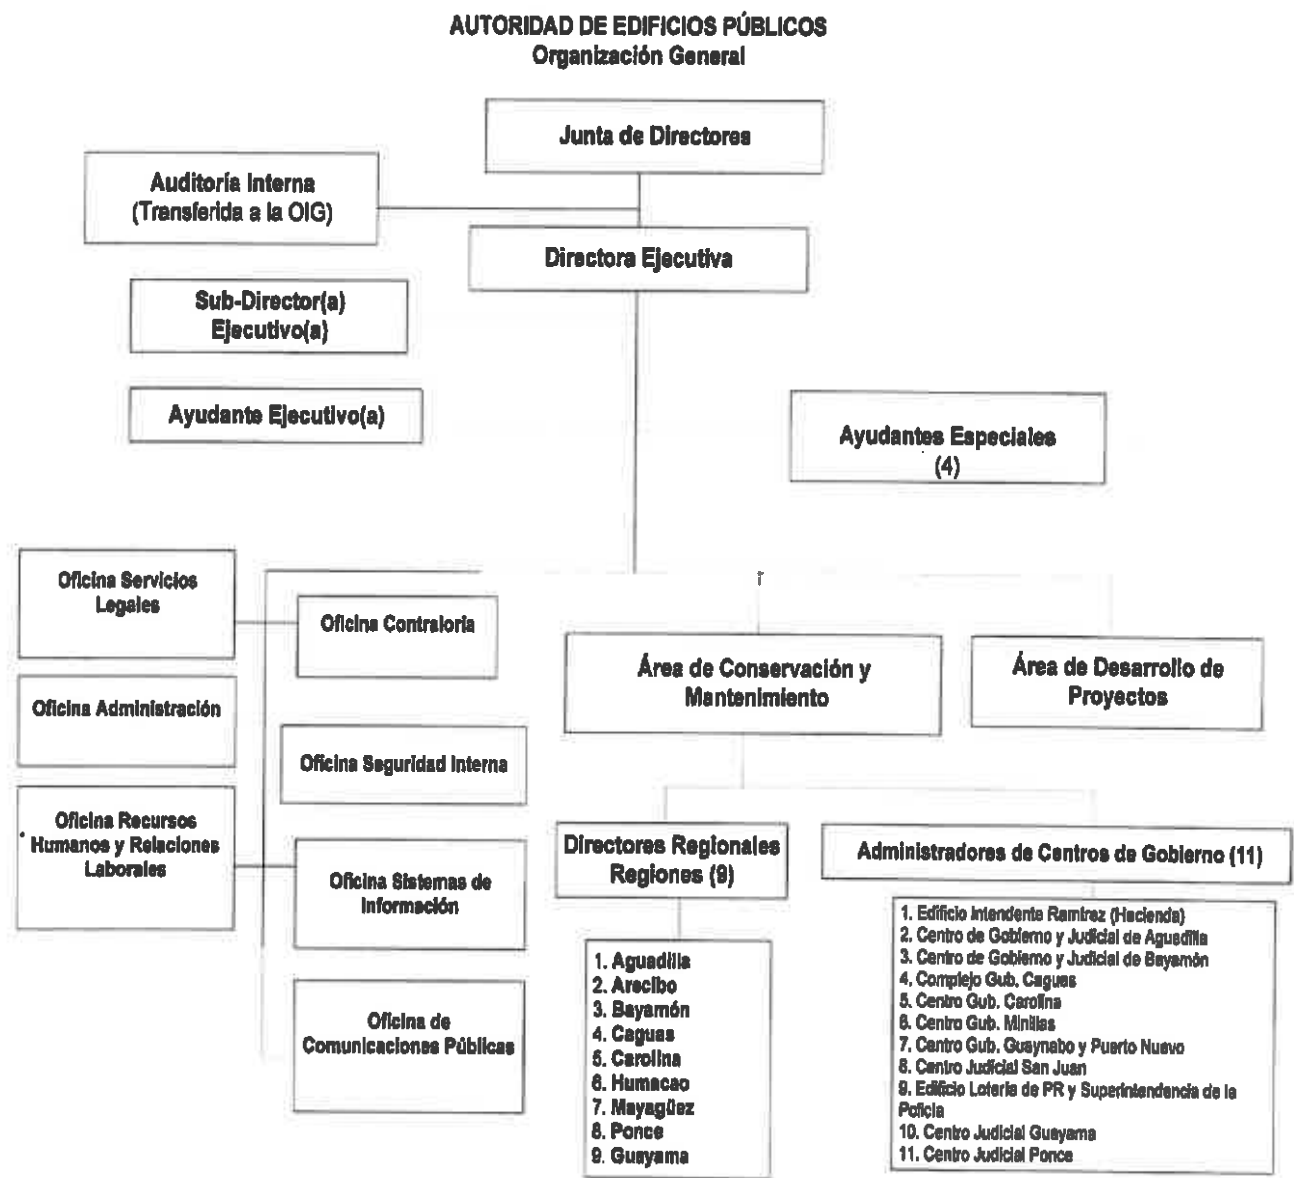 AUTORIDAD DE EDIFICIOS PÚBLICOS
Organización General
Junta de Directores
Auditoría Interna
(Transferida a la OIG)
Directora Ejecutiva
Sub-Director(a)
Ejecutivo(a)
Ayudante Ejecutivo(a)
Ayudantes Especiales
(4)
Oficina Servicios
Legales
Oficina Contraloría
Área de Conservación y
Mantenimiento
Área de Desarrollo de
Proyectos
Oficina Administración
Oficina Seguridad Interna
Oficina Recursos
Humanos y Relaciones
Laborales
Oficina Sistemas de
Información
Oficina de
Comunicaciones Públicas
Directores Regionales
Regiones (9)
1. Aguadilla
2. Arecibo
3. Bayamón
4. Caguas
5. Carolina
6. Humacao
7. Mayagüez
8. Ponce
9. Guayama
Administradores de Centros de Gobierno (11)
1. Edificio Intendente Ramírez (Hacienda)
2. Centro de Gobierno y Judicial de Aguadilla
3. Centro de Gobierno y Judicial de Bayamón
4. Complejo Gub. Caguas
5. Centro Gub. Carolina
6. Centro Gub. Minillas
7. Centro Gub. Guaynabo y Puerto Nuevo
8. Centro Judicial San Juan
9. Edificio Lotería de PR y Superintendencia de la
Policía
10. Centro Judicial Guayama
11. Centro Judicial Ponce